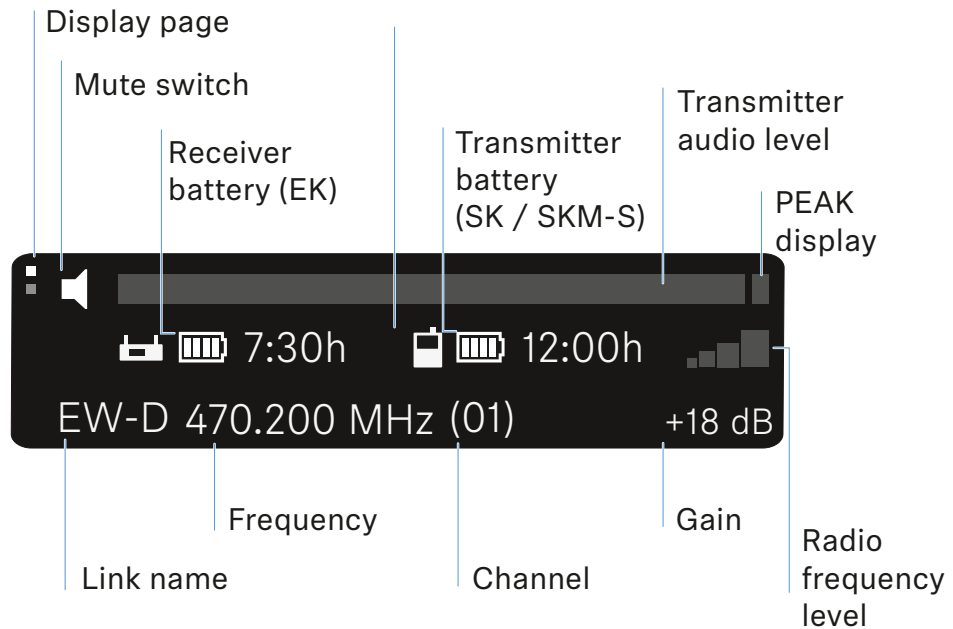 Display page
Mute switch
Transmitter
audio level
Receiver
battery (EK)
Transmitter
battery
(SK / SKM-S)
PEAK
display
7:30h
12:00h
EW-D 470.200 MHz (01)
+18 dB
Frequency
Gain
Link name
Channel
Radio
frequency
level